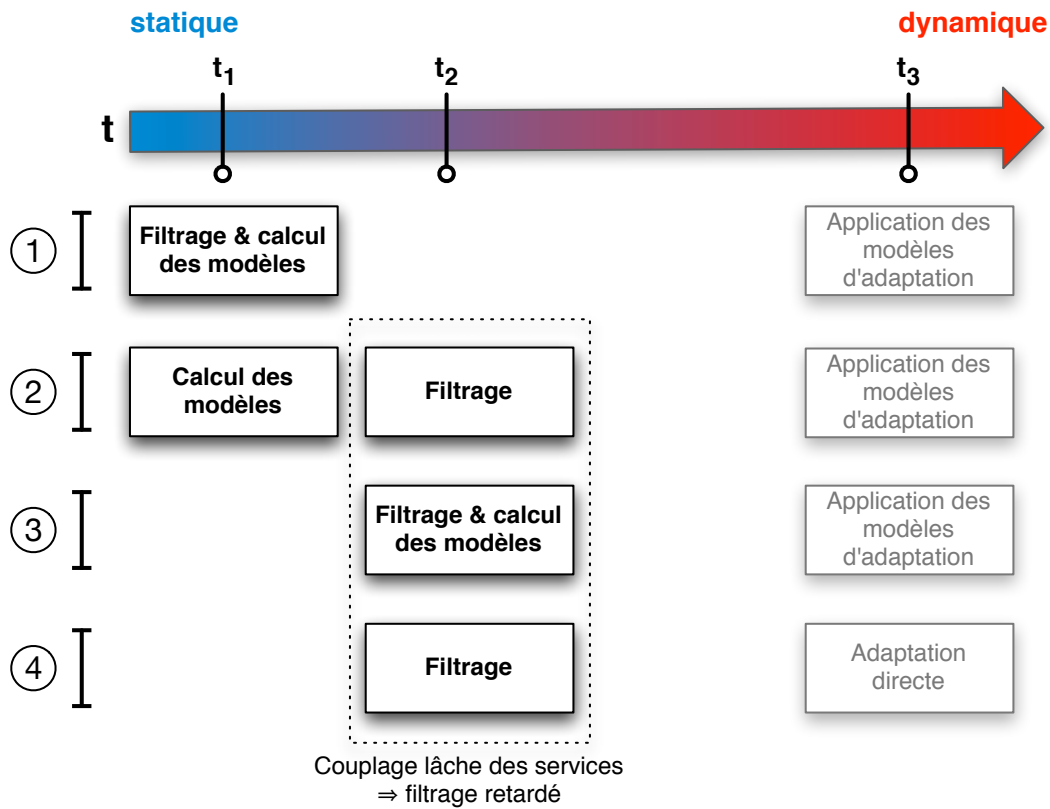 statique
dynamique
t1
t2
t3
t
1
Filtrage & calcul
des modèles
Application des
modèles
d'adaptation
2
Calcul des
modèles
Filtrage
Application des
modèles
d'adaptation
3
Filtrage & calcul
des modèles
Application des
modèles
d'adaptation
4
Filtrage
Adaptation
directe
Couplage lâche des services
⇒ filtrage retardé